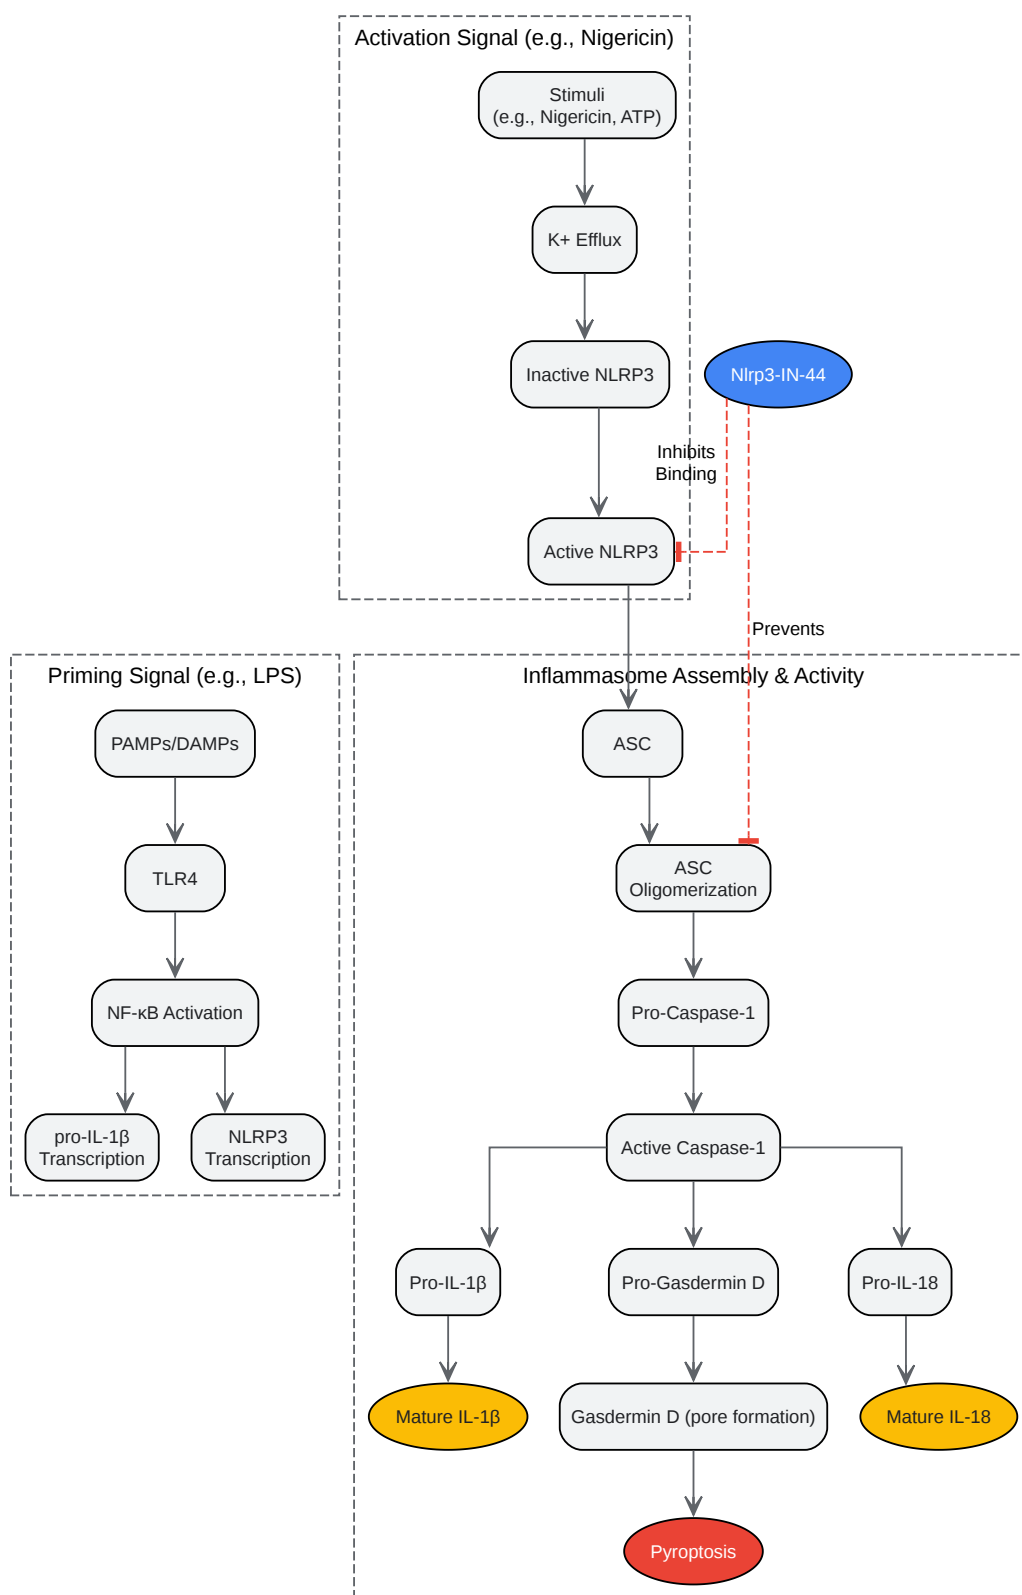 Activation Signal (e.g., Nigericin)
Stimuli
(e.g., Nigericin, ATP)
K+ Efflux
Inactive NLRP3
Nlrp3-IN-44
Inhibits
Binding
Active NLRP3
Prevents
Priming Signal (e.g., LPS)
PAMPs/DAMPs
TLR4
NF-κB Activation
pro-IL-1β
Transcription
NLRP3
Transcription
Inflammasome Assembly & Activity
ASC
ASC
Oligomerization
Pro-Caspase-1
Active Caspase-1
Pro-IL-1β
Pro-Gasdermin D
Pro-IL-18
Mature IL-1β
Gasdermin D (pore formation)
Mature IL-18
Pyroptosis